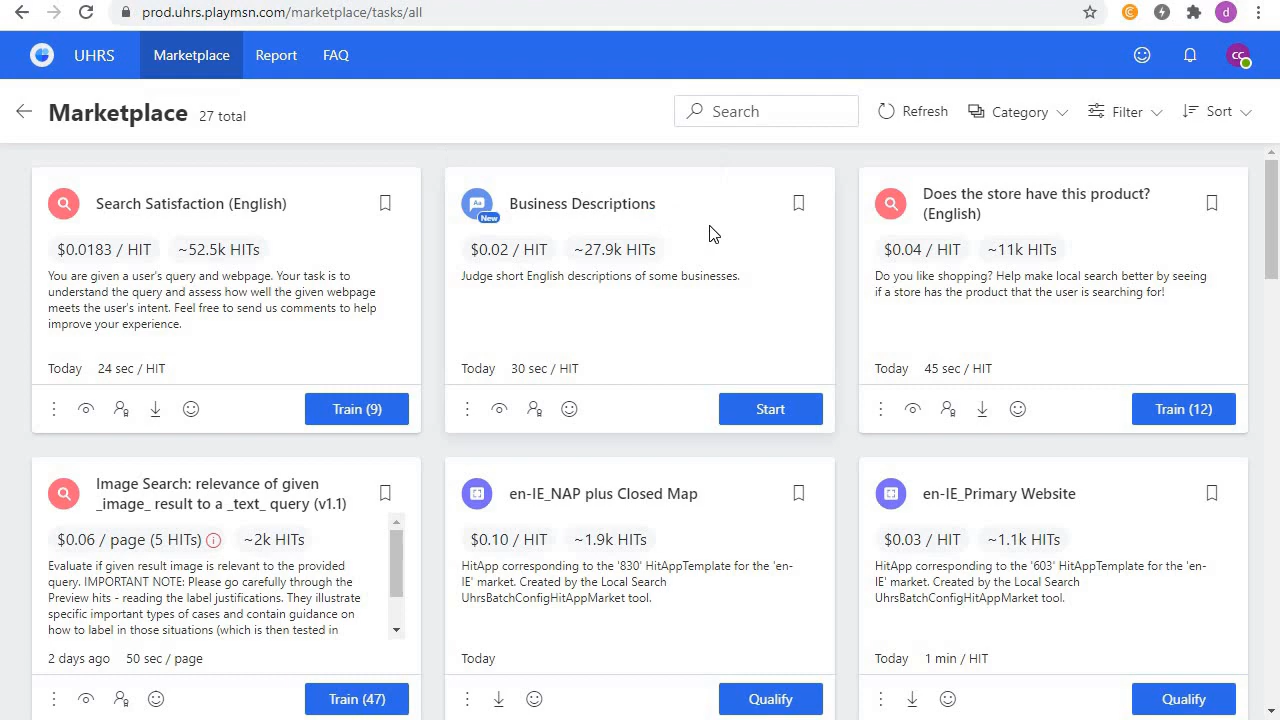 prod.uhrs.playmsn.com/marketplace/tasks/all
d
UHRS Marketplace Report FAQ
CC
Marketplace 27 total
Search
Refresh
Category
Filter
Sort
Search Satisfaction (English)
$0.0183 / HIT ~52.5k HITs
You are given a user's query and webpage. Your task is to
understand the query and assess how well the given webpage
meets the user's intent. Feel free to send us comments to help
improve your experience.
Today 24 sec / HIT
Train (9)
Aa
New
Business Descriptions
$0.02 / HIT ~27.9k HITs
Judge short English descriptions of some businesses.
Today 30 sec / HIT
Start
Does the store have this product?
(English)
$0.04 / HIT ~11k HITs
Do you like shopping? Help make local search better by seeing
if a store has the product that the user is searching for!
Today 45 sec / HIT
Train (12)
Image Search: relevance of given
_image_ result to a _text_ query (v1.1)
$0.06 / page (5 HITs) ~2k HITs
Evaluate if given result image is relevant to the provided
query. IMPORTANT NOTE: Please go carefully through the
Preview hits - reading the label justifications. They illustrate
specific important types of cases and contain guidance on
how to label in those situations (which is then tested in
2 days ago 50 sec / page
Train (47)
en-IE_NAP plus Closed Map
$0.10 / HIT ~1.9k HITs
HitApp corresponding to the '830' HitAppTemplate for the 'en-
IE' market. Created by the Local Search
UhrsBatchConfigHitAppMarket tool.
Today
Qualify
en-IE_Primary Website
$0.03 / HIT ~1.1k HITs
HitApp corresponding to the '603' HitAppTemplate for the 'en-
IE' market. Created by the Local Search
UhrsBatchConfigHitAppMarket tool.
Today 1 min / HIT
Qualify